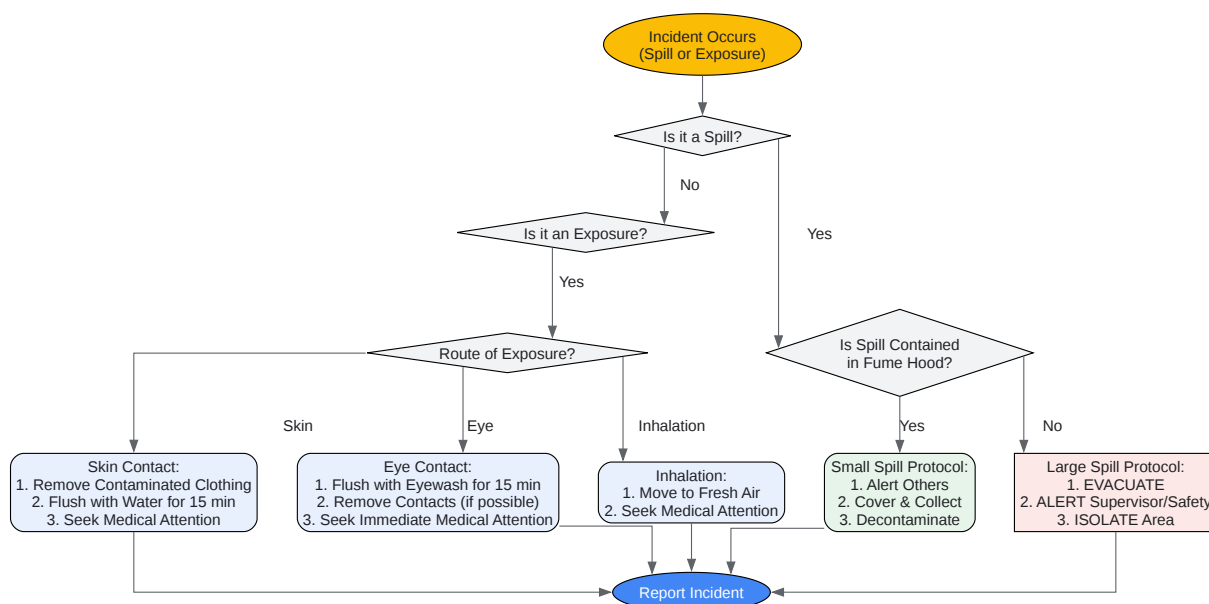 Incident Occurs
(Spill or Exposure)
Is it a Spill?
No
Yes
Is it an Exposure?
Yes
Is Spill Contained
in Fume Hood?
Route of Exposure?
Skin
Eye
Inhalation
Yes
No
Skin Contact:
1. Remove Contaminated Clothing
2. Flush with Water for 15 min
3. Seek Medical Attention
Eye Contact:
1. Flush with Eyewash for 15 min
2. Remove Contacts (if possible)
3. Seek Immediate Medical Attention
Inhalation:
1. Move to Fresh Air
2. Seek Medical Attention
Small Spill Protocol:
1. Alert Others
2. Cover & Collect
3. Decontaminate
Large Spill Protocol:
1. EVACUATE
2. ALERT Supervisor/Safety
3. ISOLATE Area
Report Incident